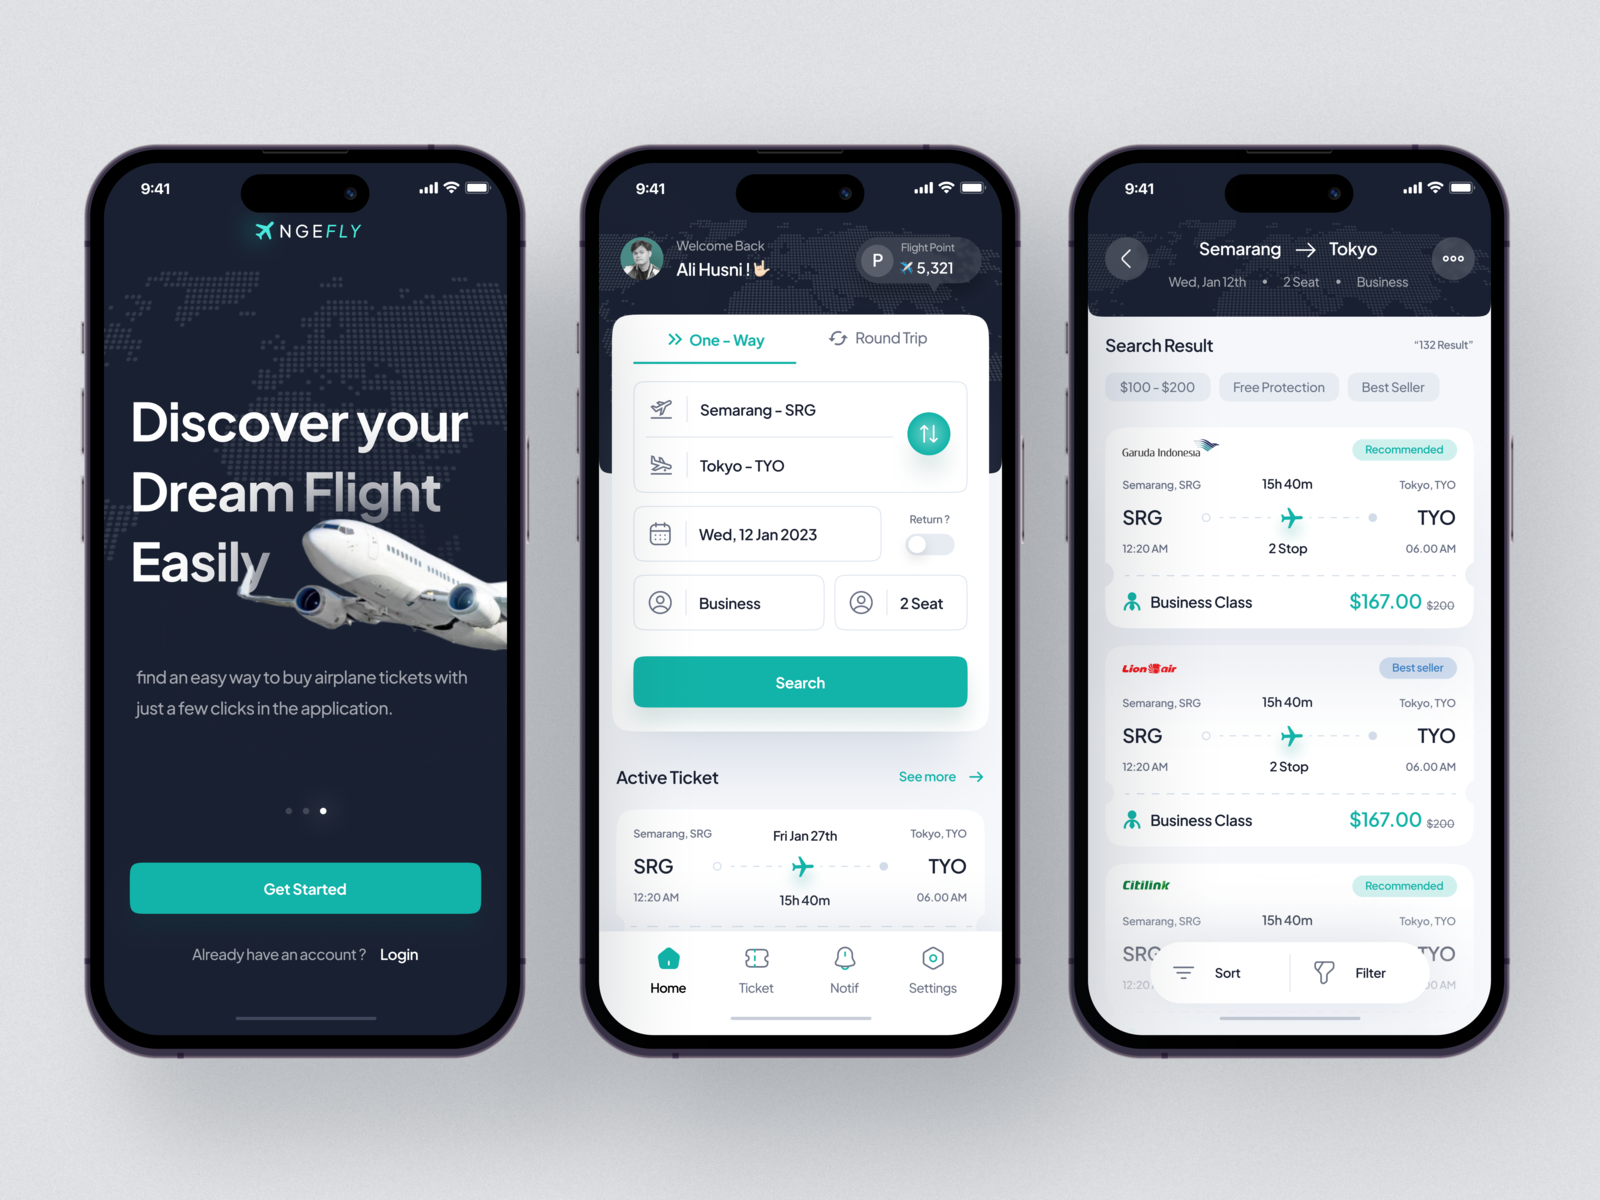 9:41
NGEFLY
Discover your
Dream Flight
Easily
find an easy way to buy airplane tickets with
just a few clicks in the application.
Get Started
Already have an account ? Login
9:41
Welcome Back
Ali Husni !
P
Flight Point
5,321
One - Way
Round Trip
Semarang - SRG
Tokyo - TYO
Wed, 12 Jan 2023
Return ?
Business
2 Seat
Search
Active Ticket
See more
Semarang, SRG
Fri Jan 27th
Tokyo, TYO
SRG
TYO
12:20 AM
15h 40m
06.00 AM
Home
Ticket
Notif
Settings
9:41
Semarang → Tokyo
Wed, Jan 12th • 2 Seat • Business
Search Result
"132 Result"
$100 - $200
Free Protection
Best Seller
Garuda Indonesia
Recommended
Semarang, SRG
15h 40m
Tokyo, TYO
SRG
TYO
12:20 AM
2 Stop
06.00 AM
Business Class
$167.00 $200
Lion air
Best seller
Semarang, SRG
15h 40m
Tokyo, TYO
SRG
TYO
12:20 AM
2 Stop
06.00 AM
Business Class
$167.00 $200
Citilink
Recommended
Semarang, SRG
15h 40m
Tokyo, TYO
SRG
TYO
12:20
0 AM
Sort
Filter